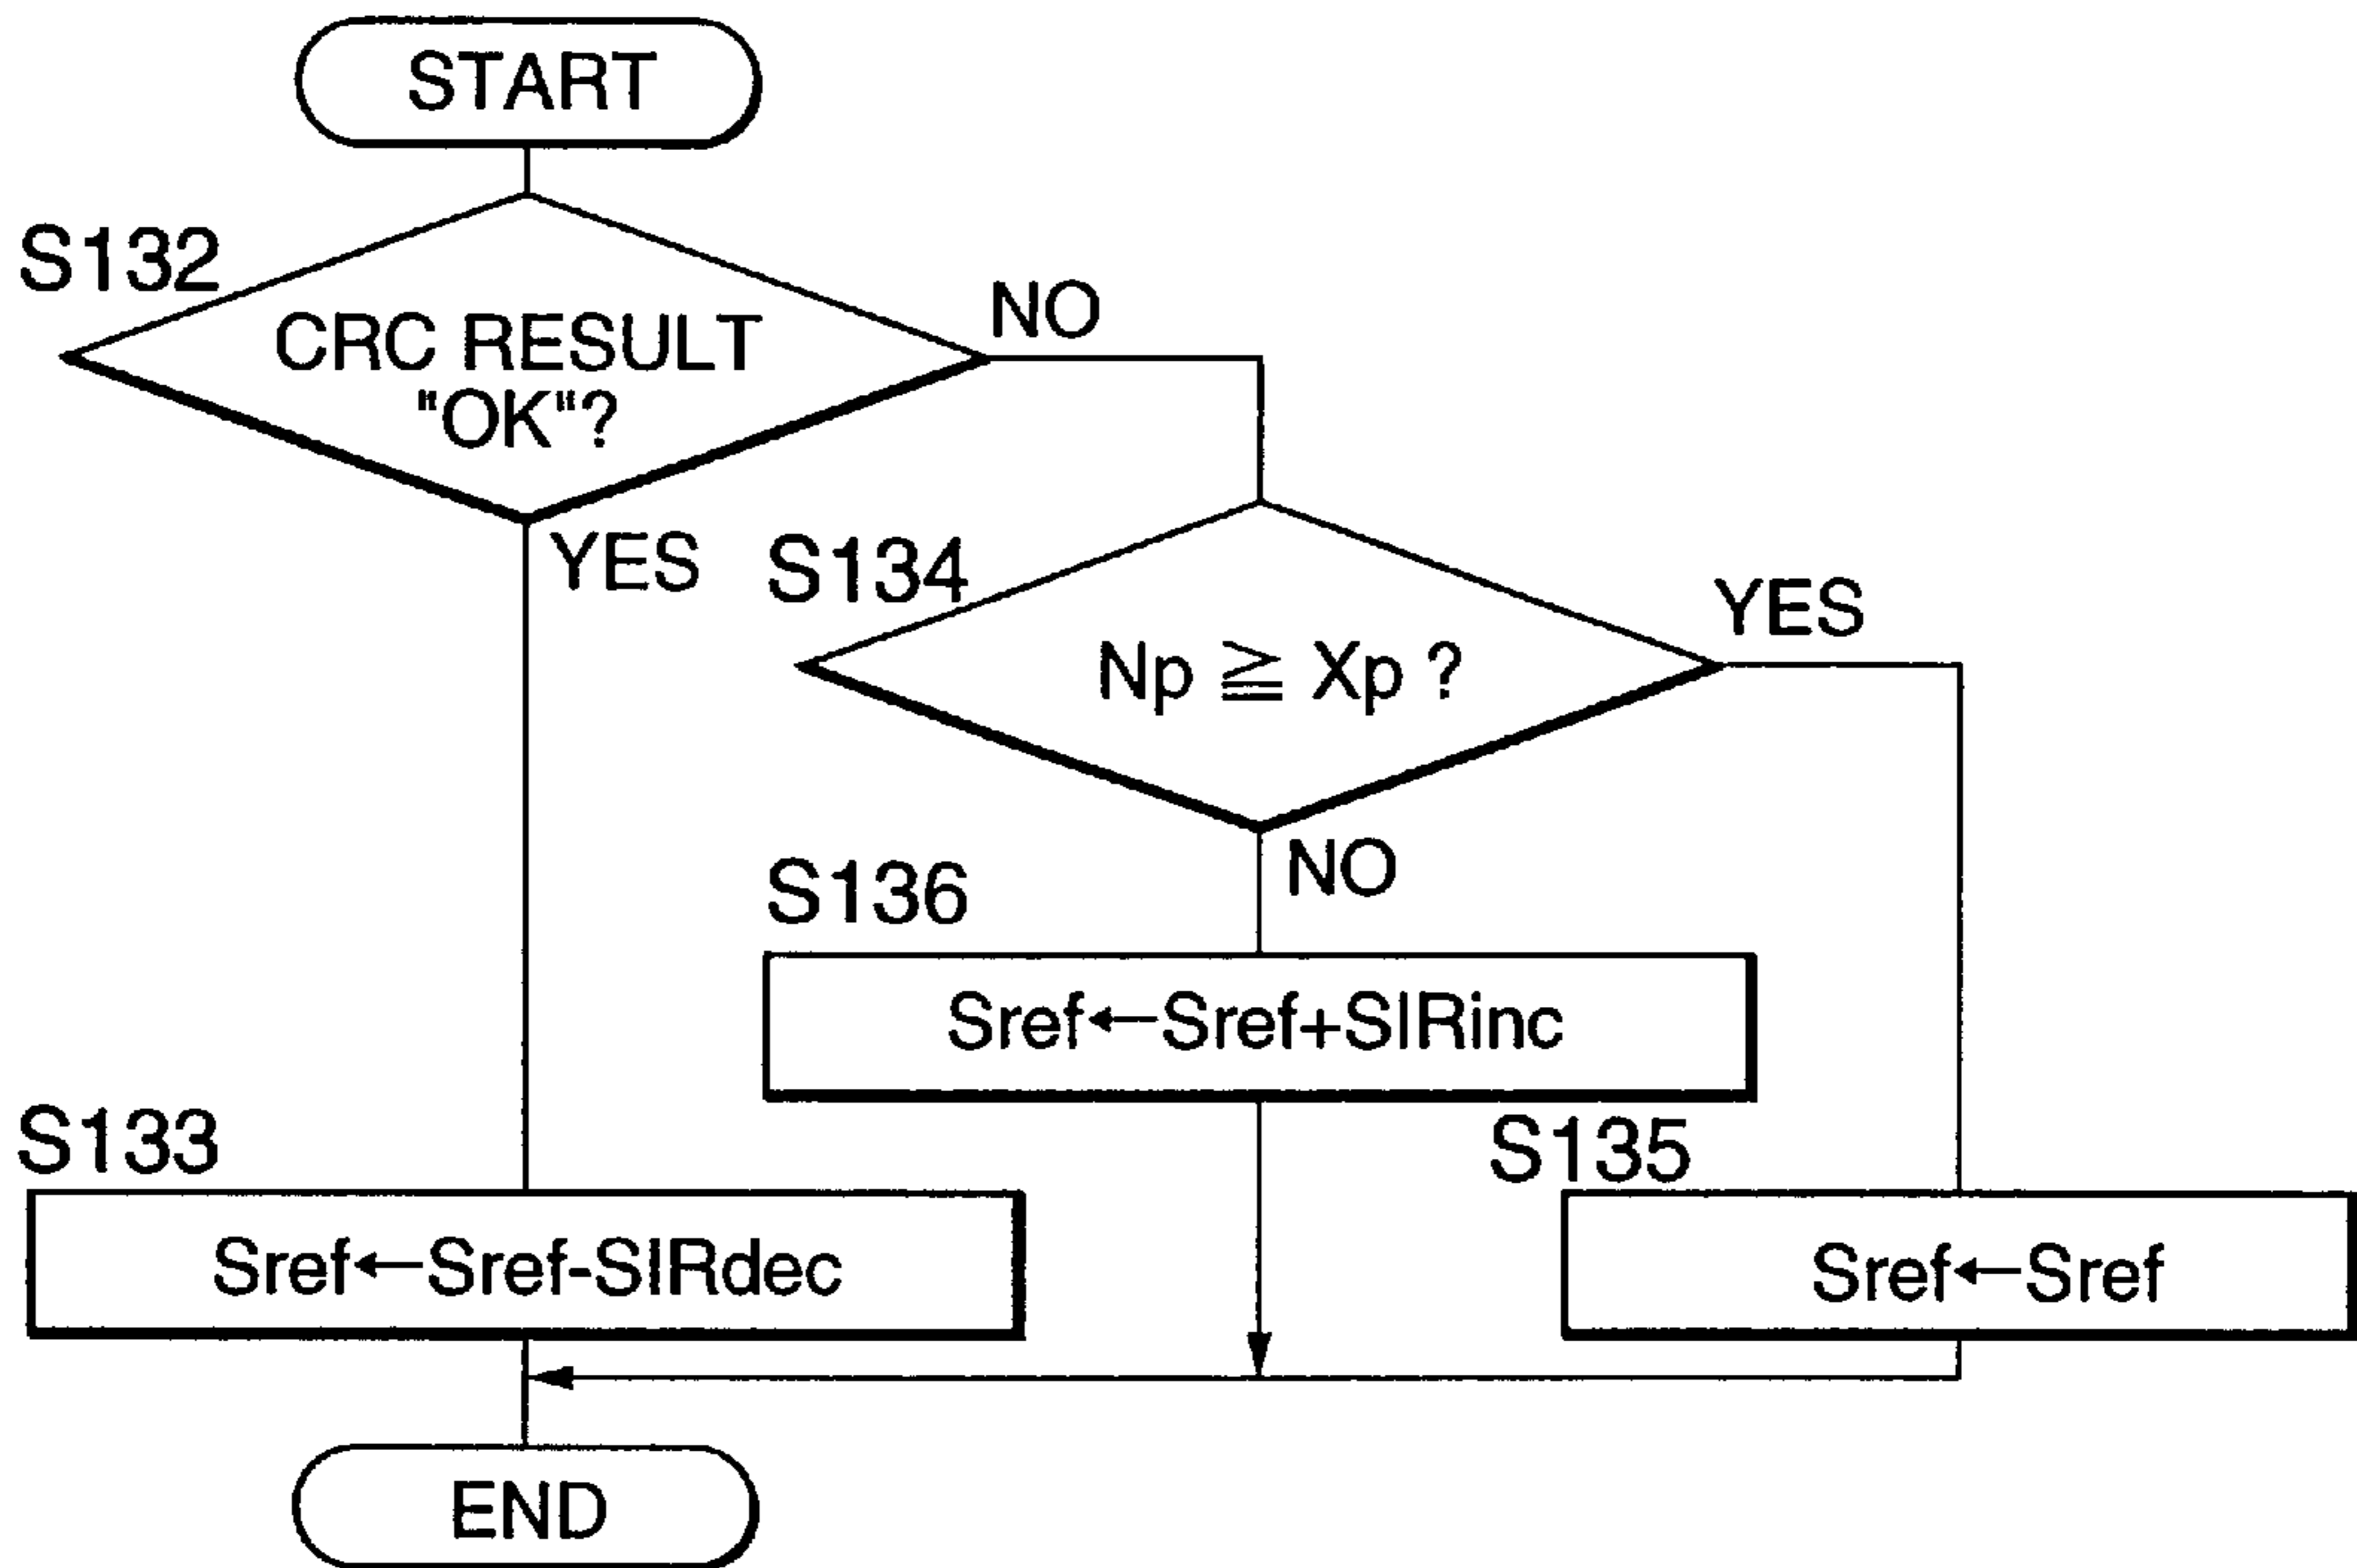 START
S132
CRC RESULT
"OK"?
NO
YES
S134
Np ≧ Xp ?
YES
NO
S136
Sref←Sref+SIRinc
S133
Sref←Sref-SIRdec
S135
Sref←Sref
END